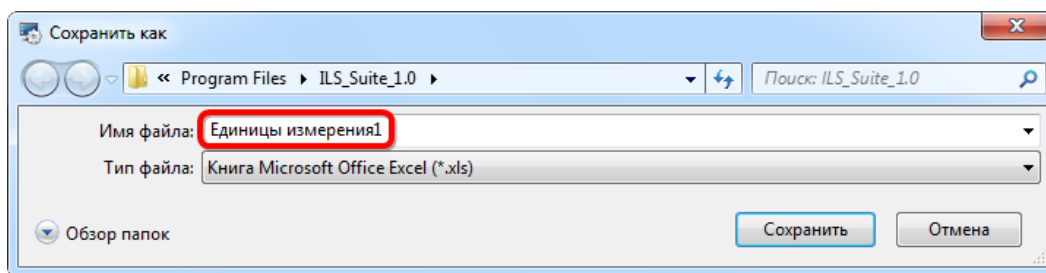 Сохранить как
« Program Files ILS_Suite_1.0
Поиск: ILS_Suite_1.0
Имя файла: Единицы измерения1
Тип файла: Книга Microsoft Office Excel (*.xls)
Обзор папок
Сохранить
Отмена